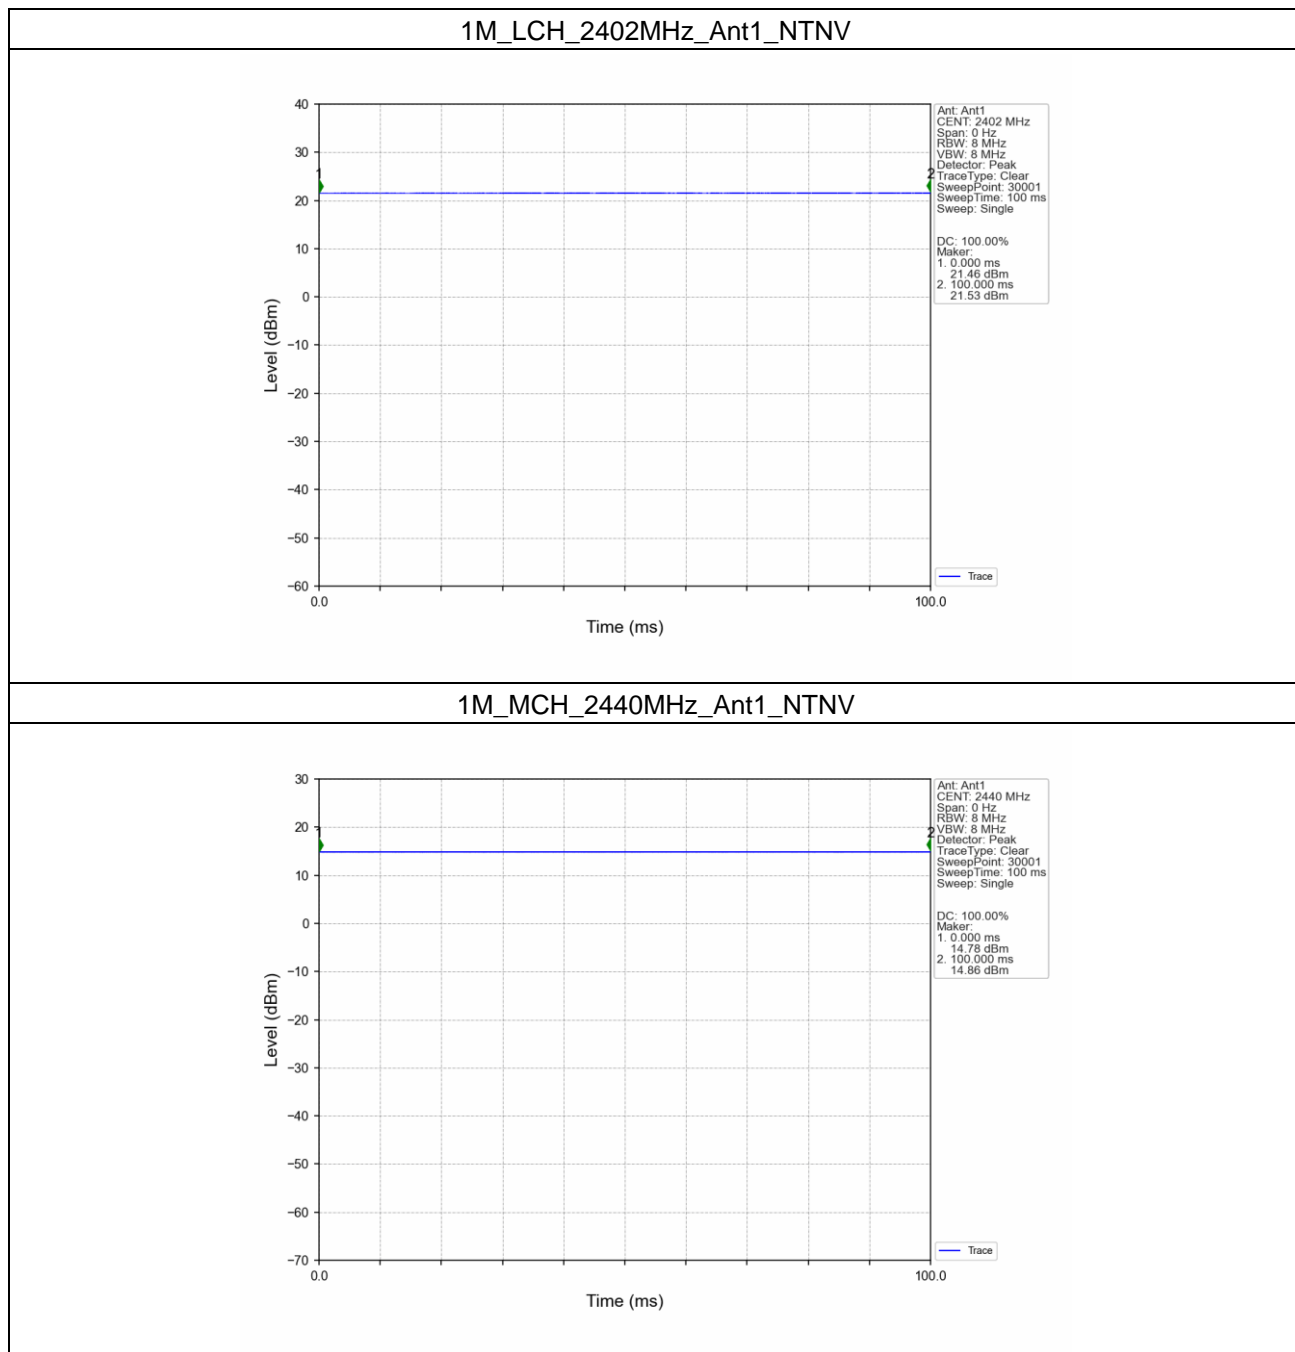 1M_LCH_2402MHz_Ant1_NTNV
40
30
20
10
0
−10
−20
−30
−40
−50
−60
Level (dBm)
1
2
0.0
100.0
Time (ms)
Ant: Ant1
CENT: 2402 MHz
Span: 0 Hz
RBW: 8 MHz
VBW: 8 MHz
Detector: Peak
TraceType: Clear
SweepPoint: 30001
SweepTime: 100 ms
Sweep: Single
DC: 100.00%
Maker:
1. 0.000 ms
21.46 dBm
2. 100.000 ms
21.53 dBm
Trace
1M_MCH_2440MHz_Ant1_NTNV
30
20
10
0
−10
−20
−30
−40
−50
−60
−70
Level (dBm)
1
2
0.0
100.0
Time (ms)
Ant: Ant1
CENT: 2440 MHz
Span: 0 Hz
RBW: 8 MHz
VBW: 8 MHz
Detector: Peak
TraceType: Clear
SweepPoint: 30001
SweepTime: 100 ms
Sweep: Single
DC: 100.00%
Maker:
1. 0.000 ms
14.78 dBm
2. 100.000 ms
14.86 dBm
Trace